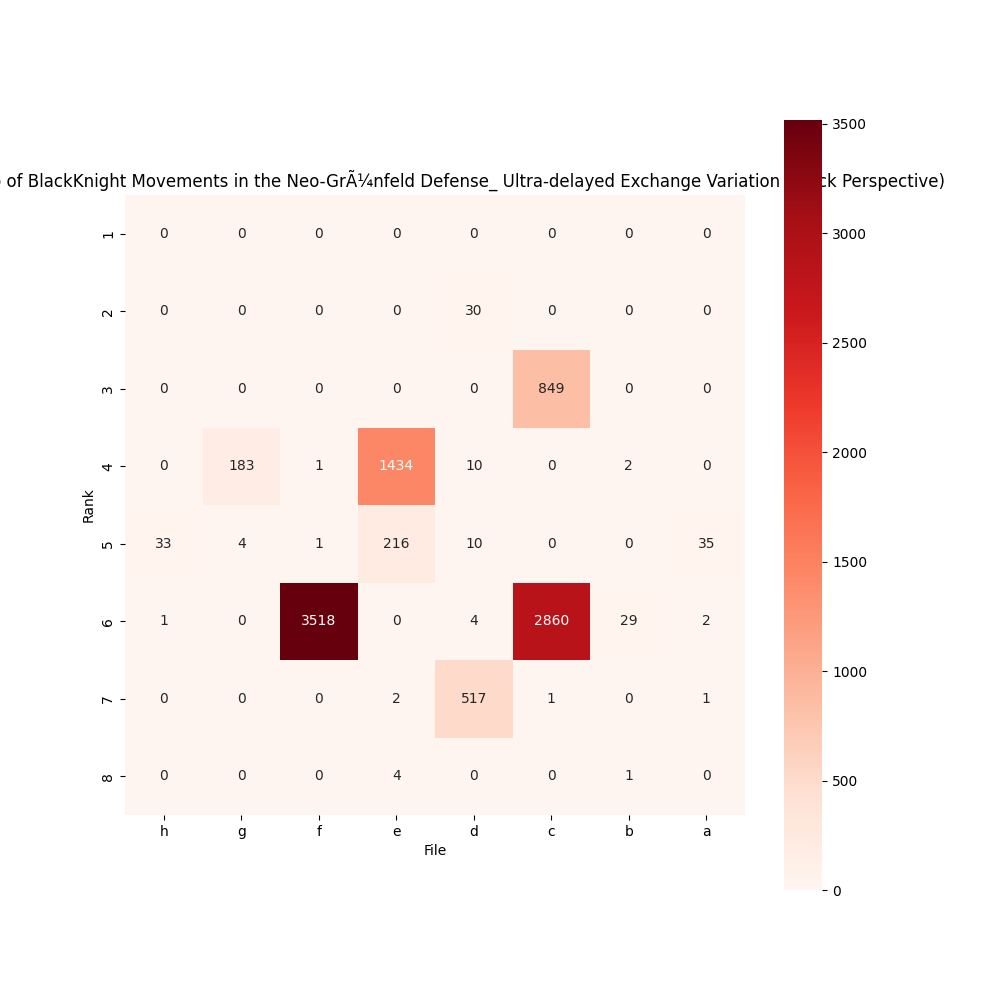 of BlackKnight Movements in the Neo-GrÃ¼nfeld Defense_ Ultra-delayed Exchange Variation ck Perspective)
3500
3000
2500
2000
1500
1000
500
0
Rank
1 0 0 0 0 0 0 0 0
2 0 0 0 0 30 0 0 0
3 0 0 0 0 0 849 0 0
4 0 183 1 1434 10 0 2 0
5 33 4 1 216 10 0 0 35
6 1 0 3518 0 4 2860 29 2
7 0 0 0 2 517 1 0 1
8 0 0 0 4 0 0 1 0
h g f e d c b a
File